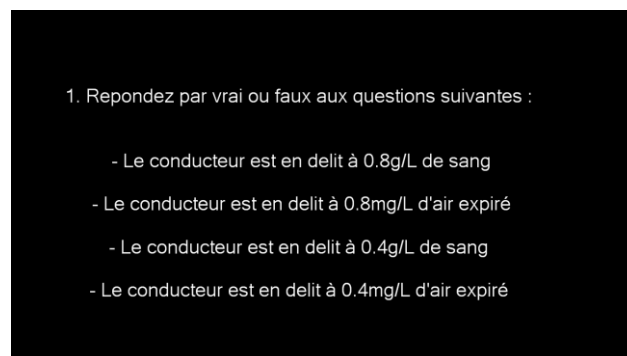 1. Repondez par vrai ou faux aux questions suivantes :
- Le conducteur est en delit à 0.8g/L de sang
- Le conducteur est en delit à 0.8mg/L d'air expiré
- Le conducteur est en delit à 0.4g/L de sang
- Le conducteur est en delit à 0.4mg/L d'air expiré